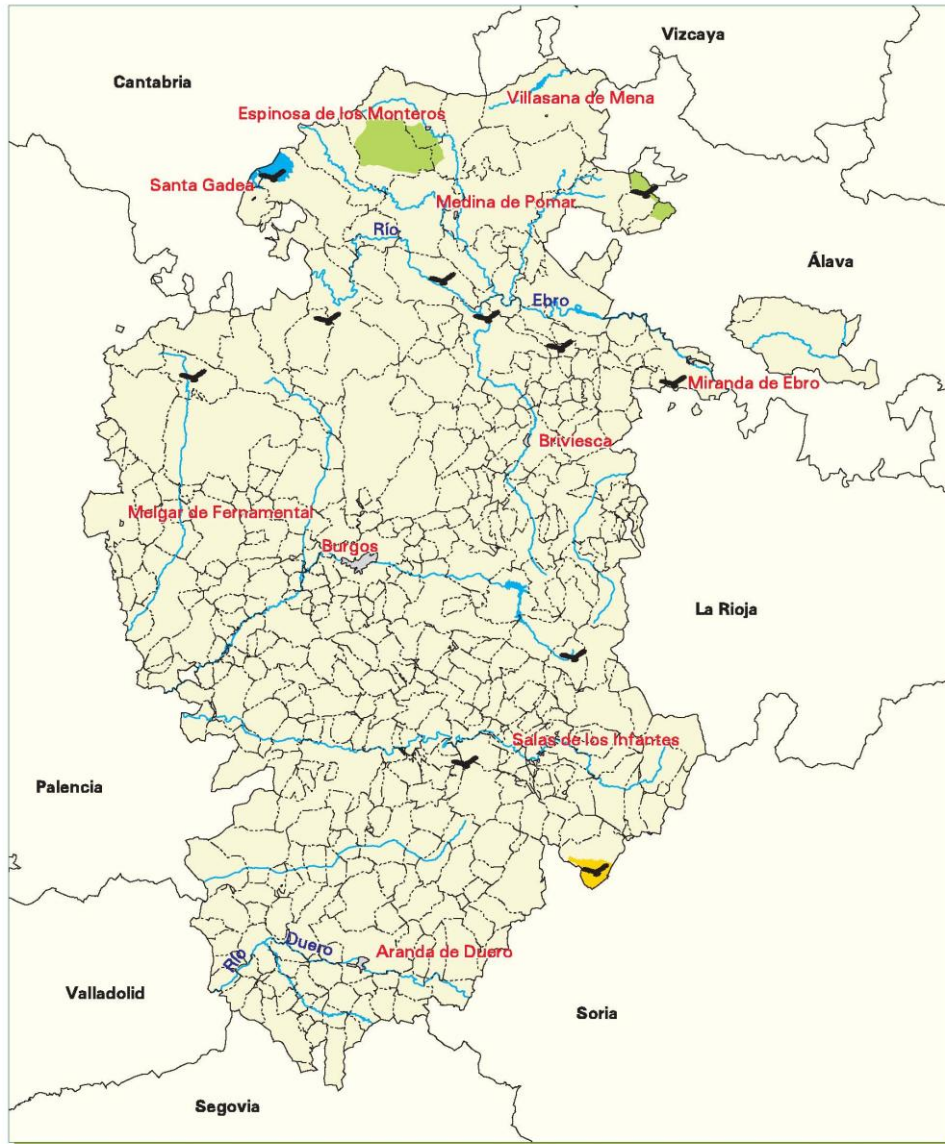 Vizcaya
Cantabria
Villasana de Mena
Espinosa de los Monteros
Santa Gadea
Medina de Pomar
Río
Álava
Ebro
Miranda de Ebro
Briviesca
Melgar de Fernamental
Burgos
La Rioja
Salas de los Infantes
Palencia
Duero
Aranda de Duero
Río
Valladolid
Soria
Segovia